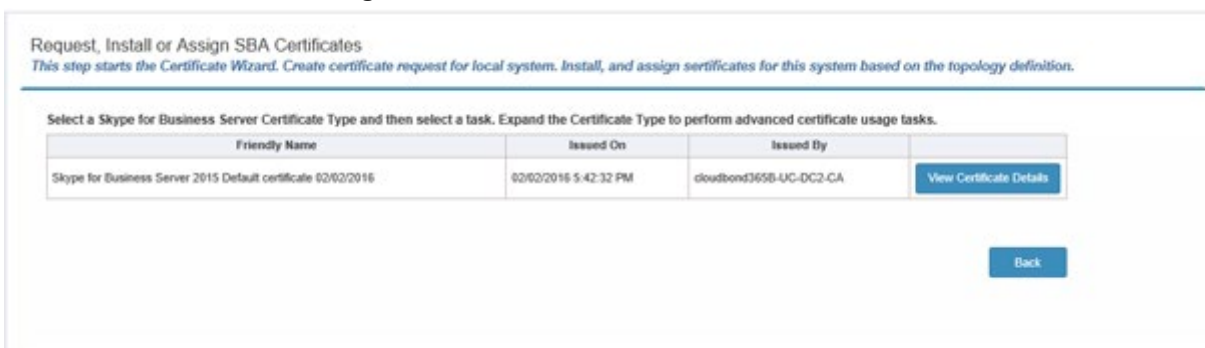 Request, Install or Assign SBA Certificates
This step starts the Certificate Wizard. Create certificate request for local system. Install, and assign sertificates for this system based on the topology definition.
Select a Skype for Business Server Certificate Type and then select a task. Expand the Certificate Type to perform advanced certificate usage tasks.
Friendly Name Issued On Issued By
Skype for Business Server 2015 Default certificate 02/02/2016 02/02/2016 5:42:32 PM cloudbond365B-UC-DC2-CA View Certificate Details
Back